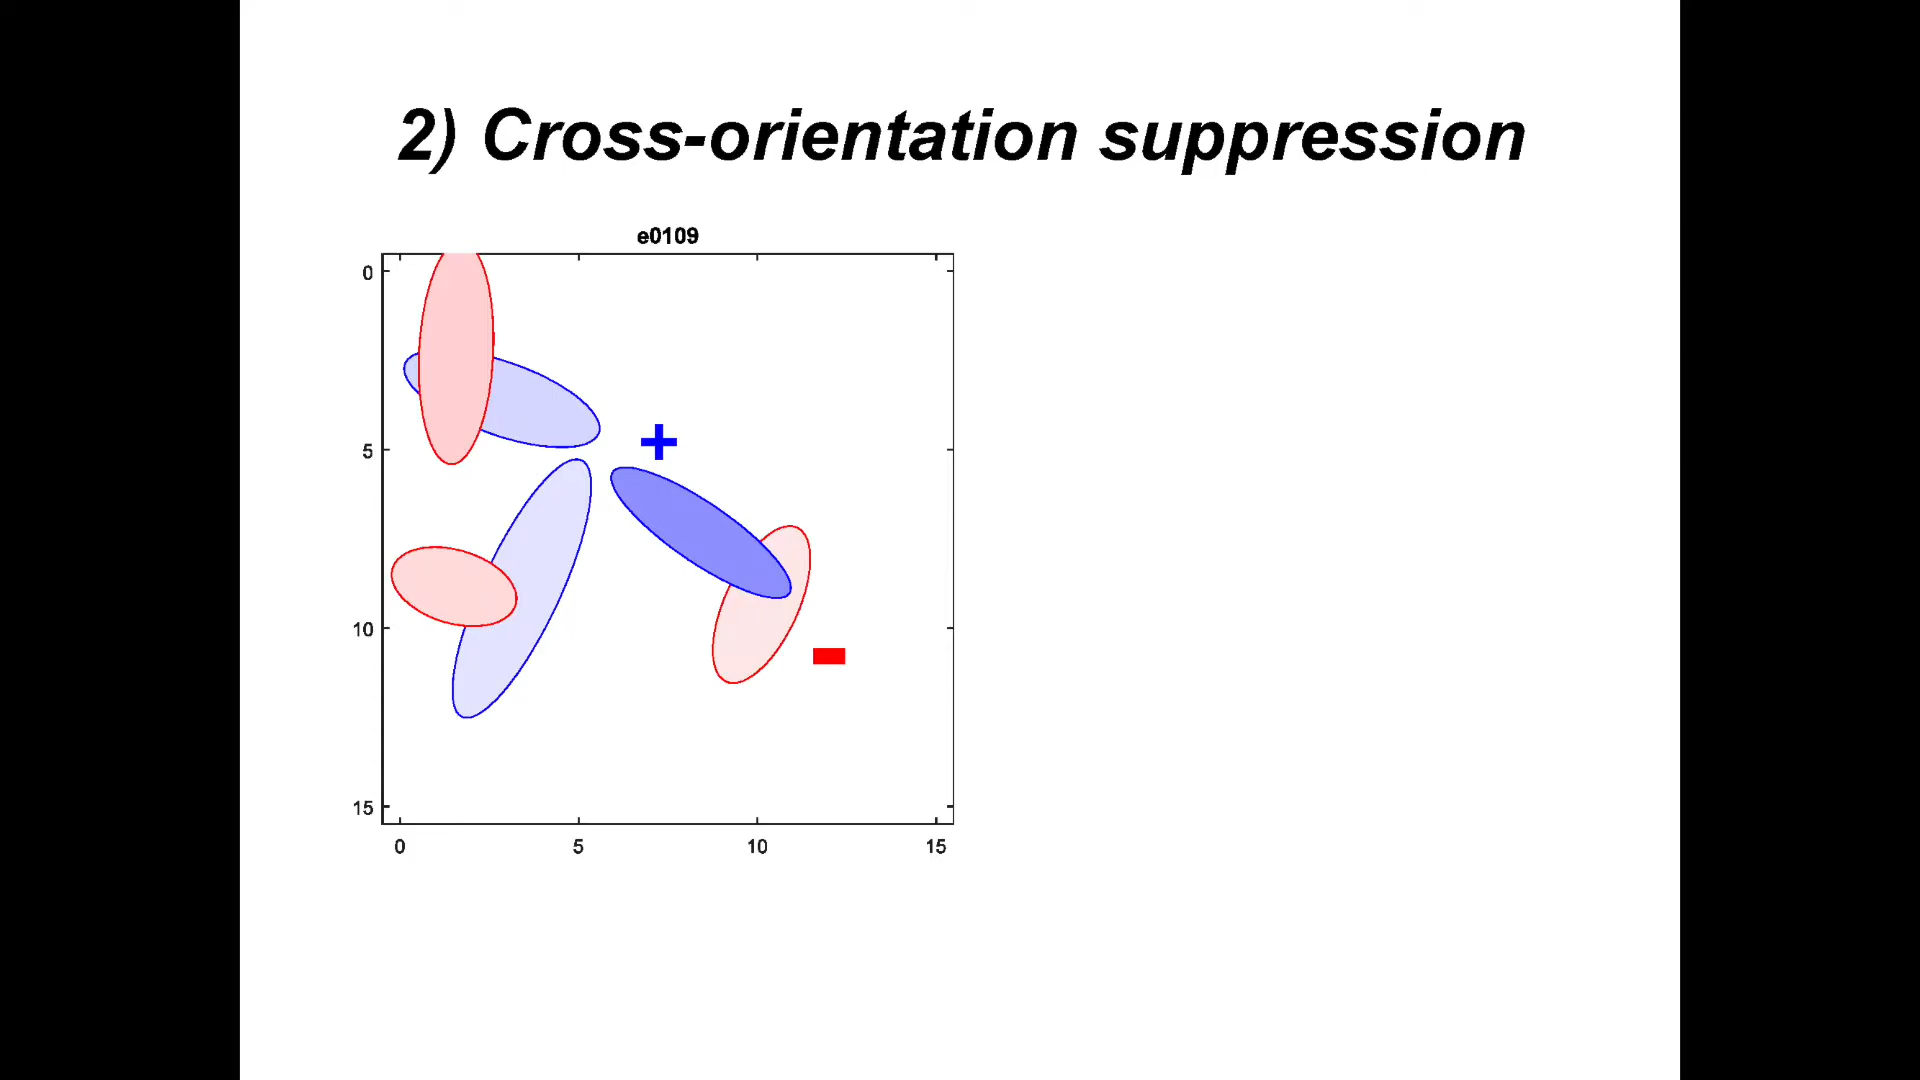 2) Cross-orientation suppression
e0109
0
5
10
15
0 5 10 15
+
-